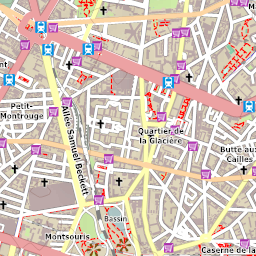 Petit-
Montrouge
Allée Samuel Beckett
Quartier de
la Glacière
Butte aux
Cailles
Bassin
Montsouris
Caserne de la